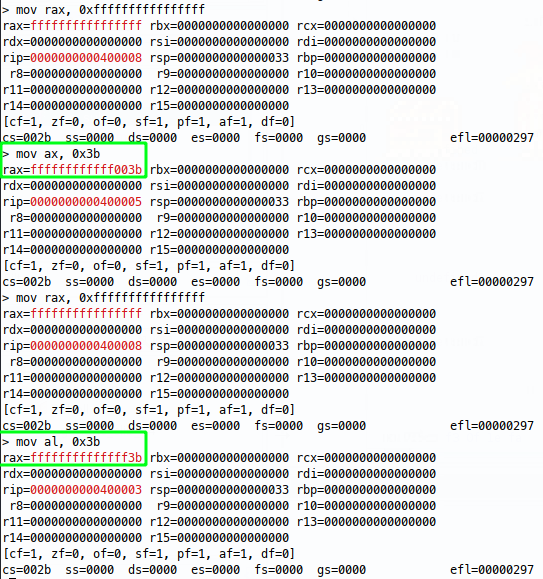 > mov rax, 0xffffffffffffffff
rax=ffffffffffffffff rbx=0000000000000000 rcx=0000000000000000
rdx=0000000000000000 rsi=0000000000000000 rdi=0000000000000000
rip=0000000000400008 rsp=0000000000000033 rbp=0000000000000000
r8=0000000000000000 r9=0000000000000000 r10=0000000000000000
r11=0000000000000000 r12=0000000000000000 r13=0000000000000000
r14=0000000000000000 r15=0000000000000000
[cf=1, zf=0, of=0, sf=1, pf=1, af=1, df=0]
cs=002b ss=0000 ds=0000 es=0000 fs=0000 gs=0000 efl=00000297
> mov ax, 0x3b
rax=ffffffffffff003b rbx=0000000000000000 rcx=0000000000000000
rdx=0000000000000000 rsi=0000000000000000 rdi=0000000000000000
rip=0000000000400005 rsp=0000000000000033 rbp=0000000000000000
r8=0000000000000000 r9=0000000000000000 r10=0000000000000000
r11=0000000000000000 r12=0000000000000000 r13=0000000000000000
r14=0000000000000000 r15=0000000000000000
[cf=1, zf=0, of=0, sf=1, pf=1, af=1, df=0]
cs=002b ss=0000 ds=0000 es=0000 fs=0000 gs=0000 efl=00000297
> mov rax, 0xffffffffffffffff
rax=ffffffffffffffff rbx=0000000000000000 rcx=0000000000000000
rdx=0000000000000000 rsi=0000000000000000 rdi=0000000000000000
rip=0000000000400008 rsp=0000000000000033 rbp=0000000000000000
r8=0000000000000000 r9=0000000000000000 r10=0000000000000000
r11=0000000000000000 r12=0000000000000000 r13=0000000000000000
r14=0000000000000000 r15=0000000000000000
[cf=1, zf=0, of=0, sf=1, pf=1, af=1, df=0]
cs=002b ss=0000 ds=0000 es=0000 fs=0000 gs=0000 efl=00000297
> mov al, 0x3b
rax=ffffffffffffff3b rbx=0000000000000000 rcx=0000000000000000
rdx=0000000000000000 rsi=0000000000000000 rdi=0000000000000000
rip=0000000000400003 rsp=0000000000000033 rbp=0000000000000000
r8=0000000000000000 r9=0000000000000000 r10=0000000000000000
r11=0000000000000000 r12=0000000000000000 r13=0000000000000000
r14=0000000000000000 r15=0000000000000000
[cf=1, zf=0, of=0, sf=1, pf=1, af=1, df=0]
cs=002b ss=0000 ds=0000 es=0000 fs=0000 gs=0000 efl=00000297